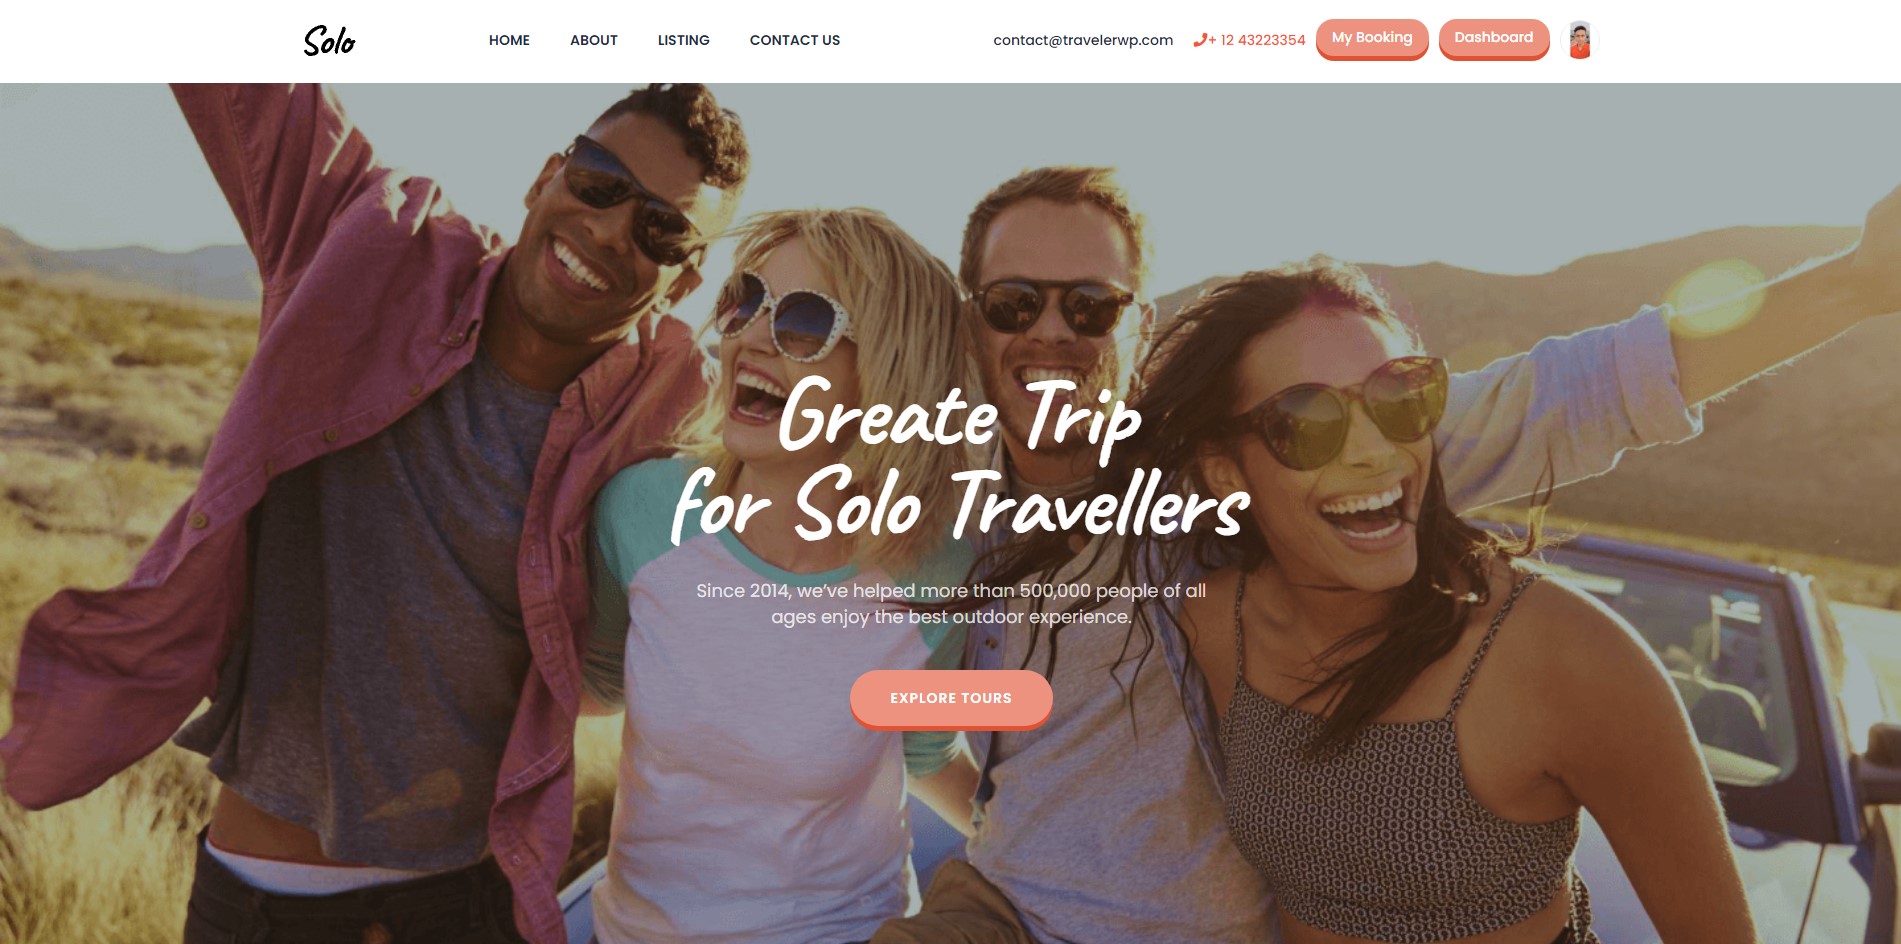 Solo
HOME ABOUT LISTING CONTACT US contact@travelerwp.com + 12 43223354 My Booking Dashboard
Greate Trip
for Solo Travellers
Since 2014, we've helped more than 500,000 people of all
ages enjoy the best outdoor experience.
EXPLORE TOURS